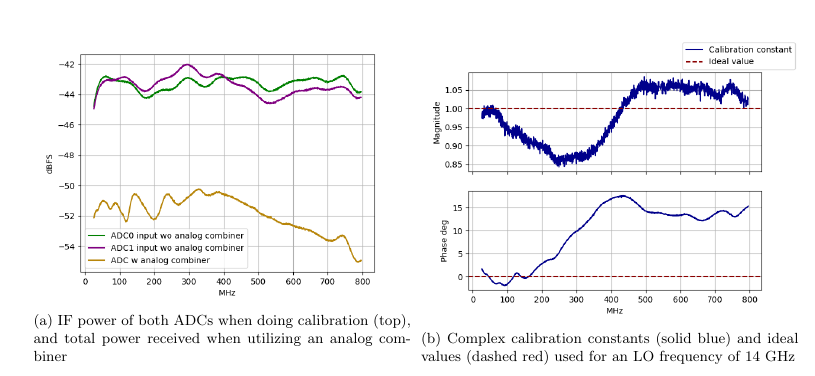 −42
−44
−46
−48
−50
−52
−54
dBFS
ADC0 input wo analog combiner
ADC1 input wo analog combiner
ADC w analog combiner
0 100 200 300 400 500 600 700 800
MHz
(a) IF power of both ADCs when doing calibration (top),
and total power received when utilizing an analog com-
biner
Calibration constant
Ideal value
1.05
1.00
0.95
0.90
0.85
Magnitude
15
10
5
0
Phase deg
0 100 200 300 400 500 600 700 800
MHz
(b) Complex calibration constants (solid blue) and ideal
values (dashed red) used for an LO frequency of 14 GHz